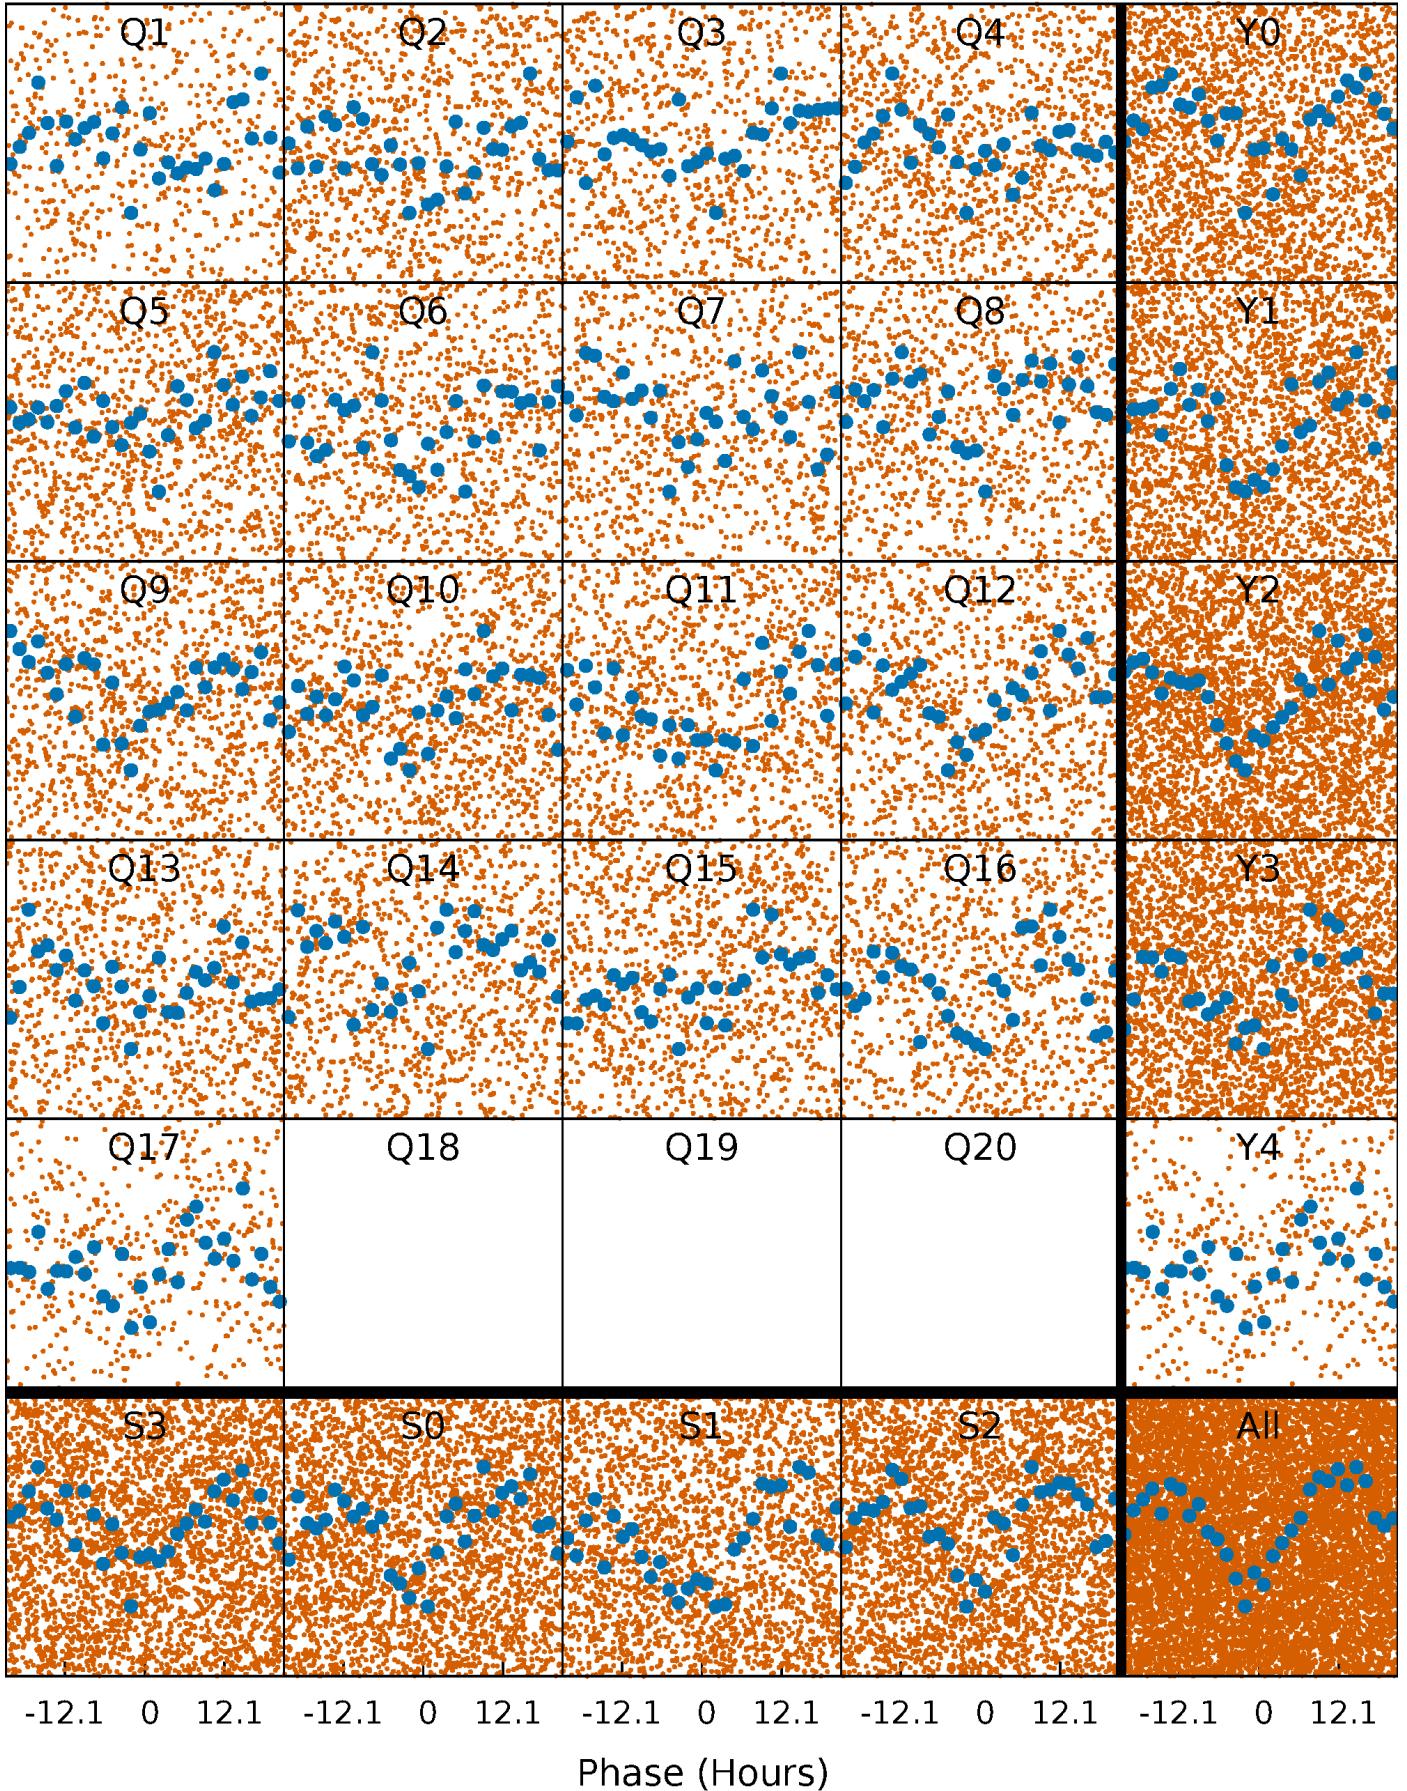 Q1 Q2 Q3 Q4 Y0
Q5 Q6 Q7 Q8 Y1
Q9 Q10 Q11 Q12 Y2
Q13 Q14 Q15 Q16 Y3
Q17 Q18 Q19 Q20 Y4
S3 S0 S1 S2 All
-12.1 0 12.1 -12.1 0 12.1 -12.1 0 12.1 -12.1 0 12.1 -12.1 0 12.1
Phase (Hours)